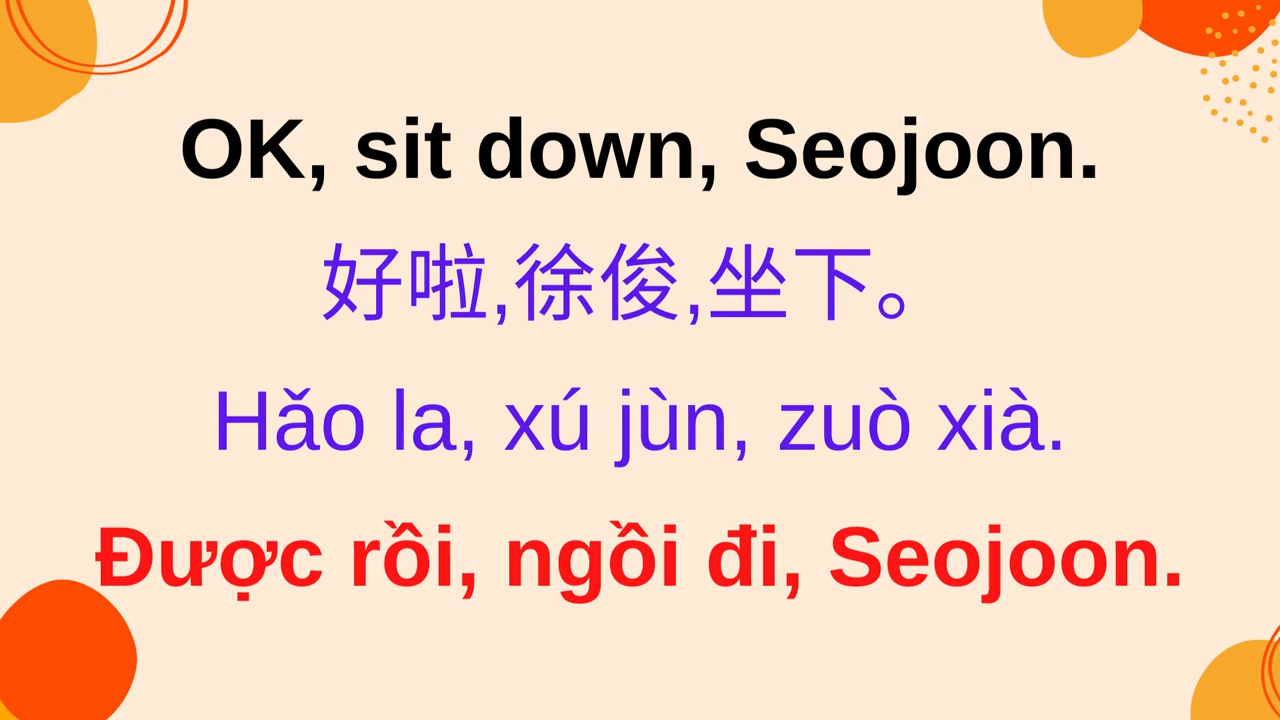 OK, sit down, Seojoon.
好啦,徐俊,坐下。
Hǎo la, xú jùn, zuò xià.
Được rồi, ngồi đi, Seojoon.